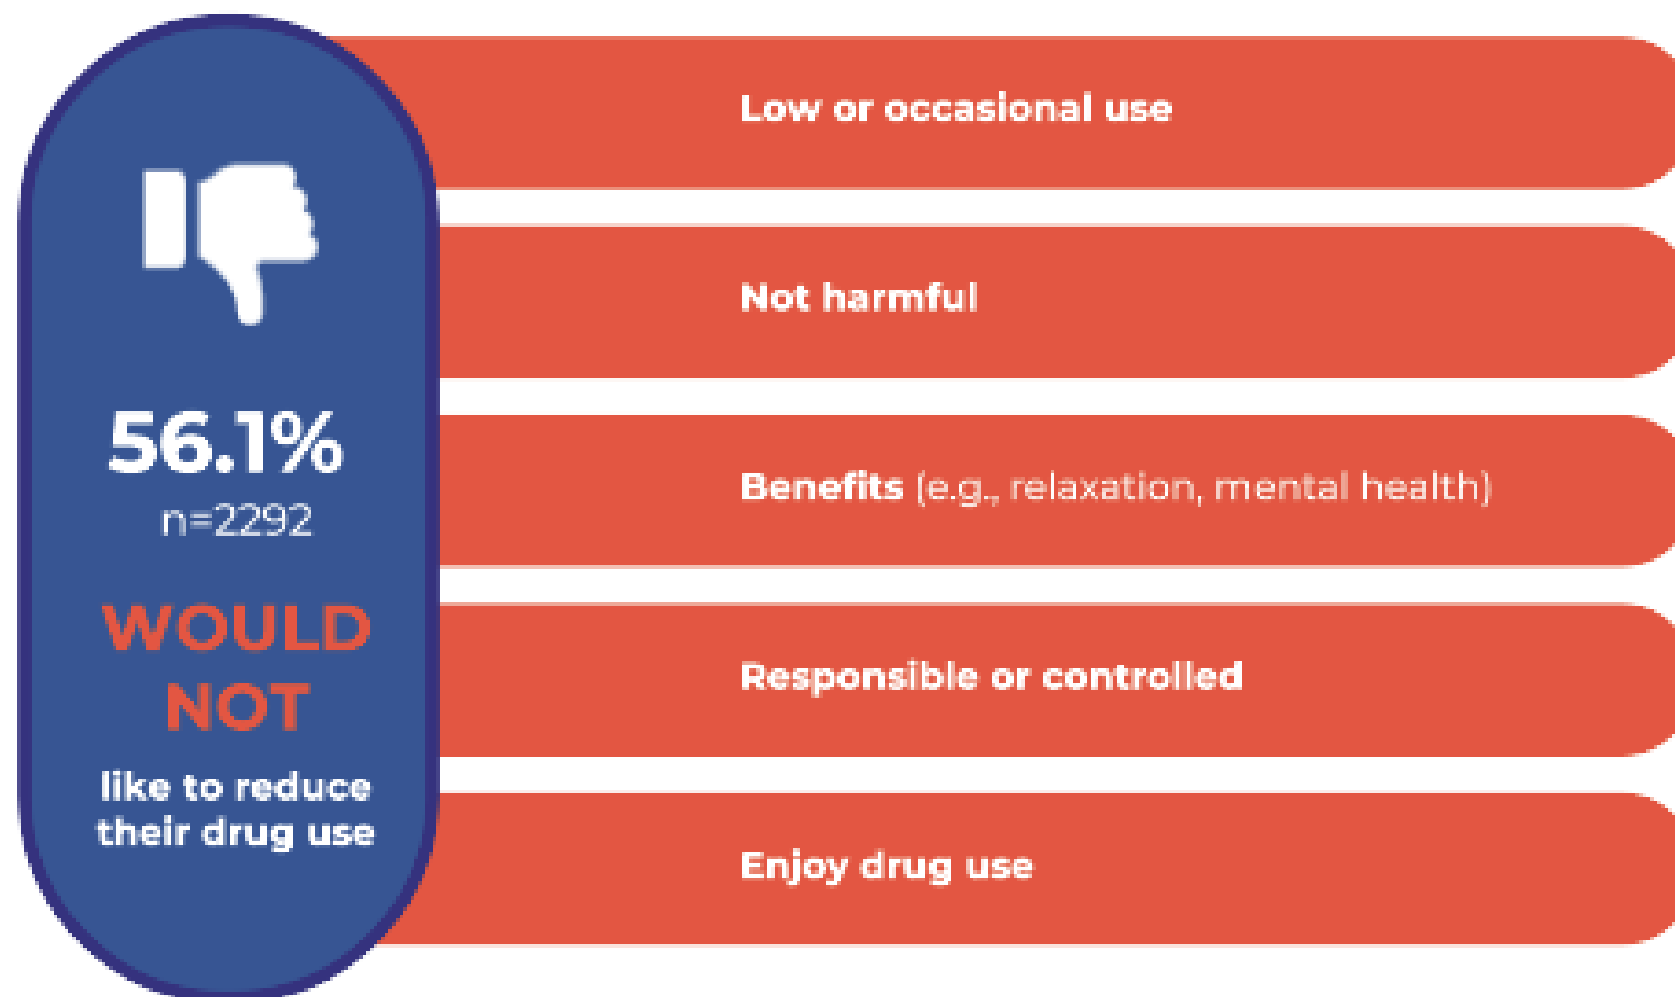 56.1%
n=2292
WOULD
NOT
like to reduce
their drug use
Low or occasional use
Not harmful
Benefits (e.g., relaxation, mental health)
Responsible or controlled
Enjoy drug use